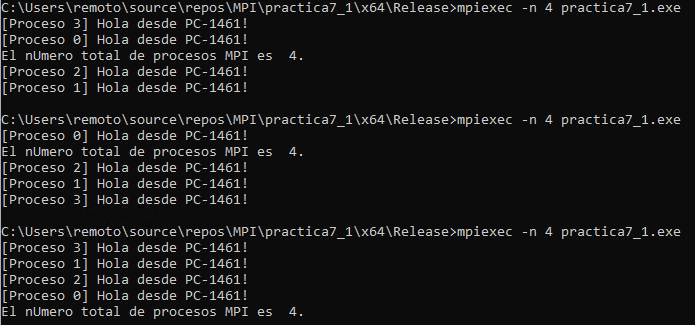 C:\Users\remoto\source\repos\MPI\practica7_1\x64\Release>mpiexec -n 4 practica7_1.exe
[Proceso 3] Hola desde PC-1461!
[Proceso 0] Hola desde PC-1461!
El nUmero total de procesos MPI es  4.
[Proceso 2] Hola desde PC-1461!
[Proceso 1] Hola desde PC-1461!
C:\Users\remoto\source\repos\MPI\practica7_1\x64\Release>mpiexec -n 4 practica7_1.exe
[Proceso 0] Hola desde PC-1461!
El nUmero total de procesos MPI es  4.
[Proceso 2] Hola desde PC-1461!
[Proceso 1] Hola desde PC-1461!
[Proceso 3] Hola desde PC-1461!
C:\Users\remoto\source\repos\MPI\practica7_1\x64\Release>mpiexec -n 4 practica7_1.exe
[Proceso 3] Hola desde PC-1461!
[Proceso 1] Hola desde PC-1461!
[Proceso 2] Hola desde PC-1461!
[Proceso 0] Hola desde PC-1461!
El nUmero total de procesos MPI es  4.